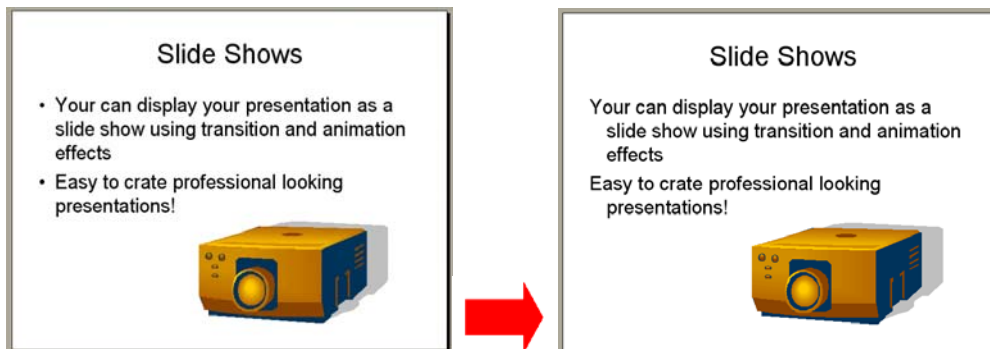 Slide Shows
• Your can display your presentation as a
slide show using transition and animation
effects
• Easy to crate professional looking
presentations!
Slide Shows
Your can display your presentation as a
slide show using transition and animation
effects
Easy to crate professional looking
presentations!